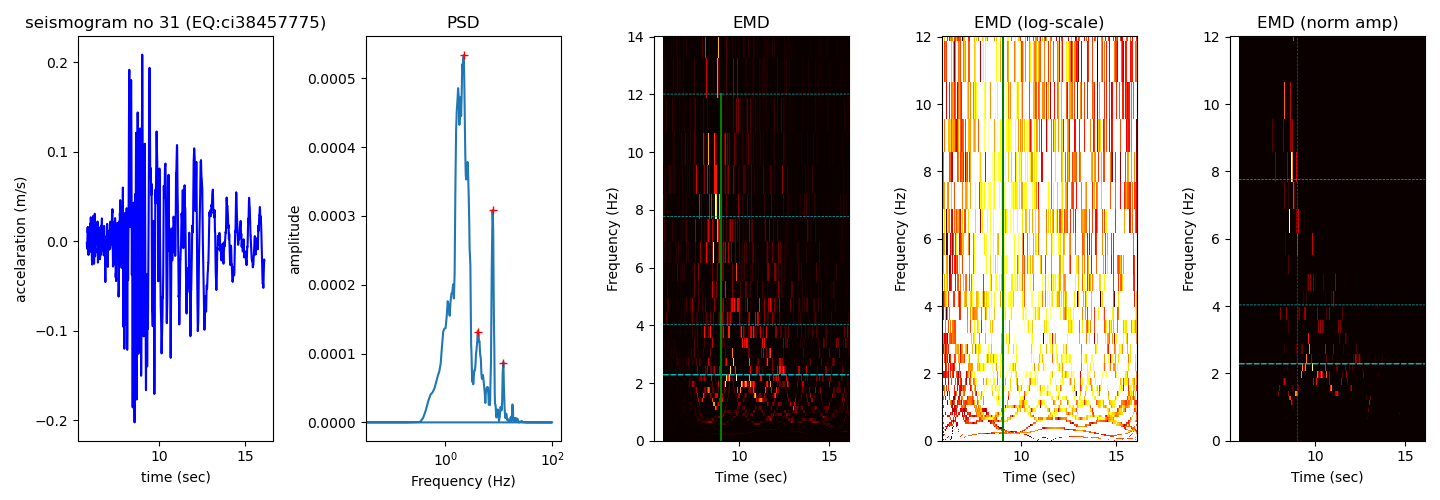 seismogram no 31 (EQ:ci38457775)
accelaration (m/s)
0.2
0.1
0.0
−0.1
−0.2
10
15
time (sec)
PSD
amplitude
0.0005
0.0004
0.0003
0.0002
0.0001
0.0000
10^0
10^2
Frequency (Hz)
EMD
Frequency (Hz)
14
12
10
8
6
4
2
0
10
15
Time (sec)
EMD (log-scale)
Frequency (Hz)
12
10
8
6
4
2
0
10
15
Time (sec)
EMD (norm amp)
Frequency (Hz)
12
10
8
6
4
2
0
10
15
Time (sec)